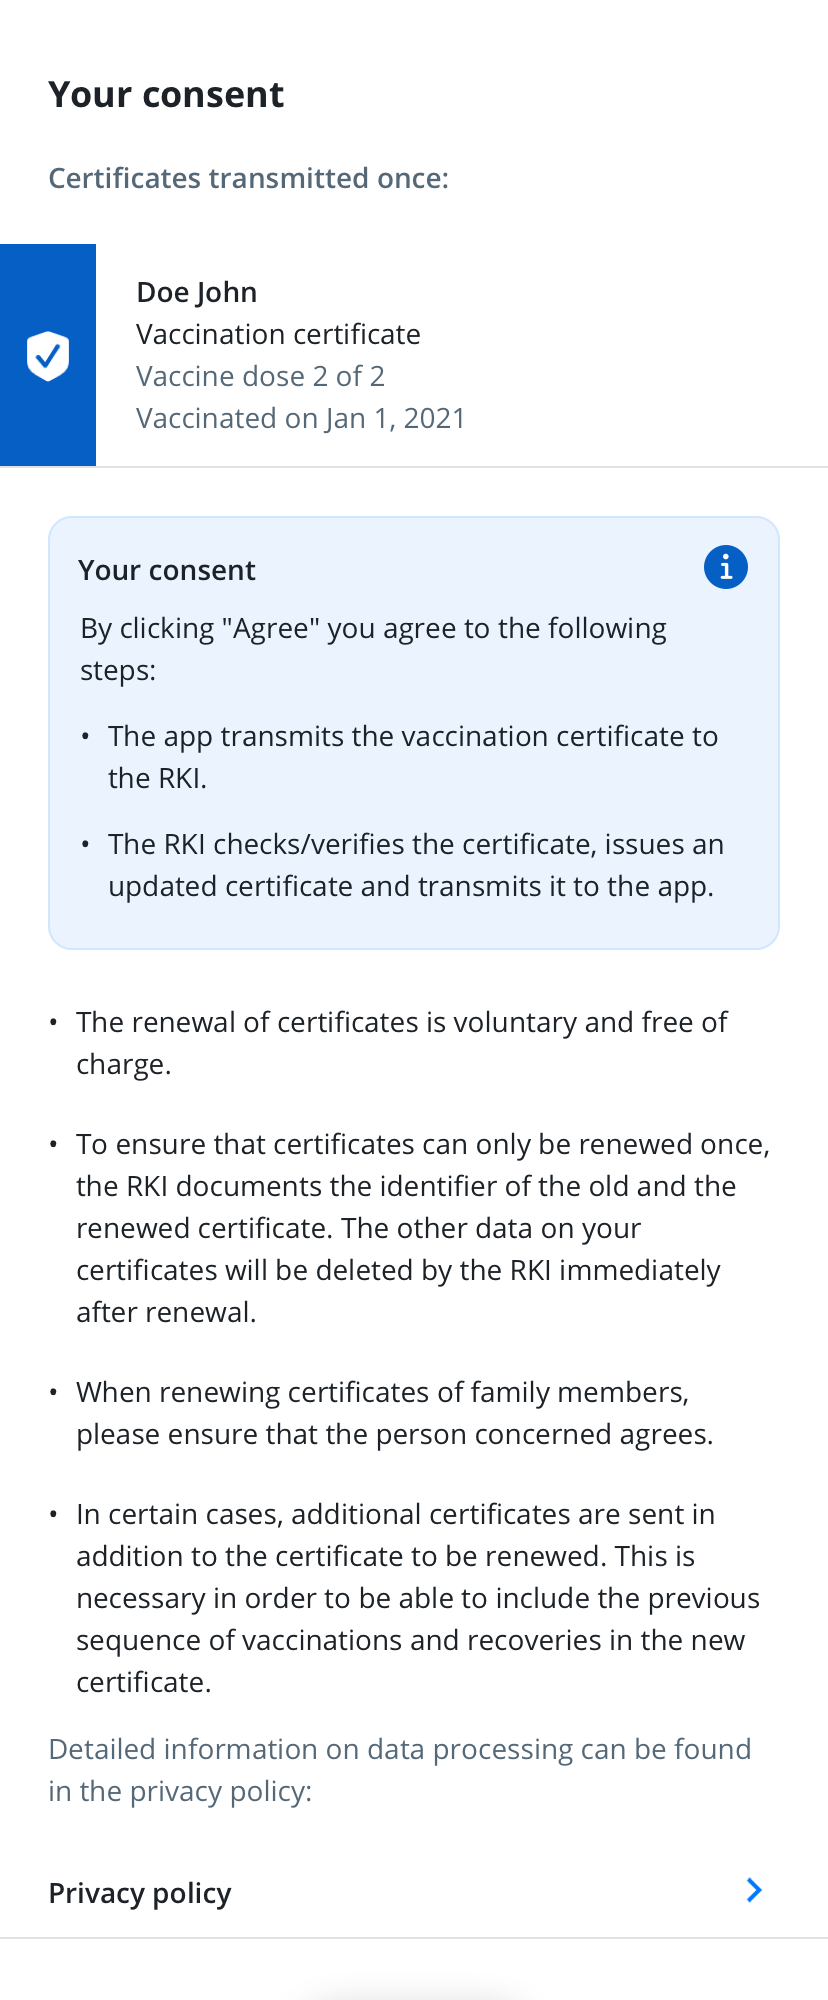 Your consent
Certificates transmitted once:
Doe John
Vaccination certificate
Vaccine dose 2 of 2
Vaccinated on Jan 1, 2021
Your consent
By clicking "Agree" you agree to the following
steps:
• The app transmits the vaccination certificate to
the RKI.
• The RKI checks/verifies the certificate, issues an
updated certificate and transmits it to the app.
• The renewal of certificates is voluntary and free of
charge.
• To ensure that certificates can only be renewed once,
the RKI documents the identifier of the old and the
renewed certificate. The other data on your
certificates will be deleted by the RKI immediately
after renewal.
• When renewing certificates of family members,
please ensure that the person concerned agrees.
• In certain cases, additional certificates are sent in
addition to the certificate to be renewed. This is
necessary in order to be able to include the previous
sequence of vaccinations and recoveries in the new
certificate.
Detailed information on data processing can be found
in the privacy policy:
Privacy policy